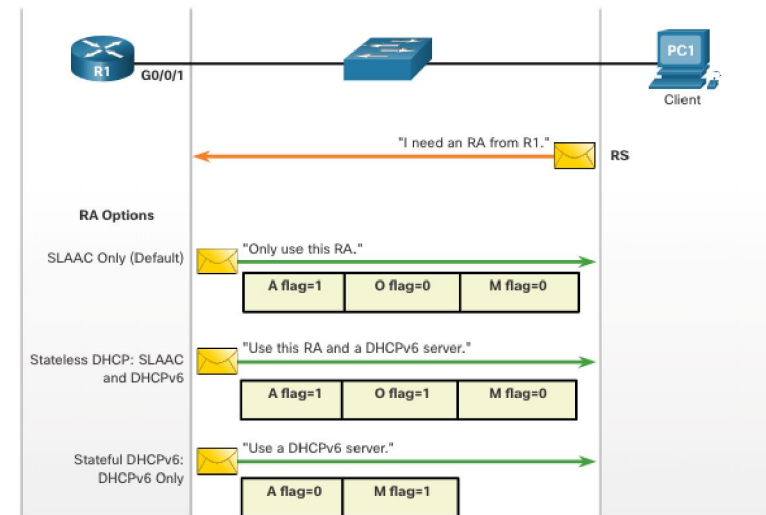 R1
G0/0/1
PC1
Client
"I need an RA from R1."
RS
RA Options
SLAAC Only (Default)
"Only use this RA."
A flag=1 O flag=0 M flag=0
Stateless DHCP: SLAAC
and DHCPv6
"Use this RA and a DHCPv6 server."
A flag=1 O flag=1 M flag=0
Stateful DHCPv6:
DHCPv6 Only
"Use a DHCPv6 server."
A flag=0 M flag=1